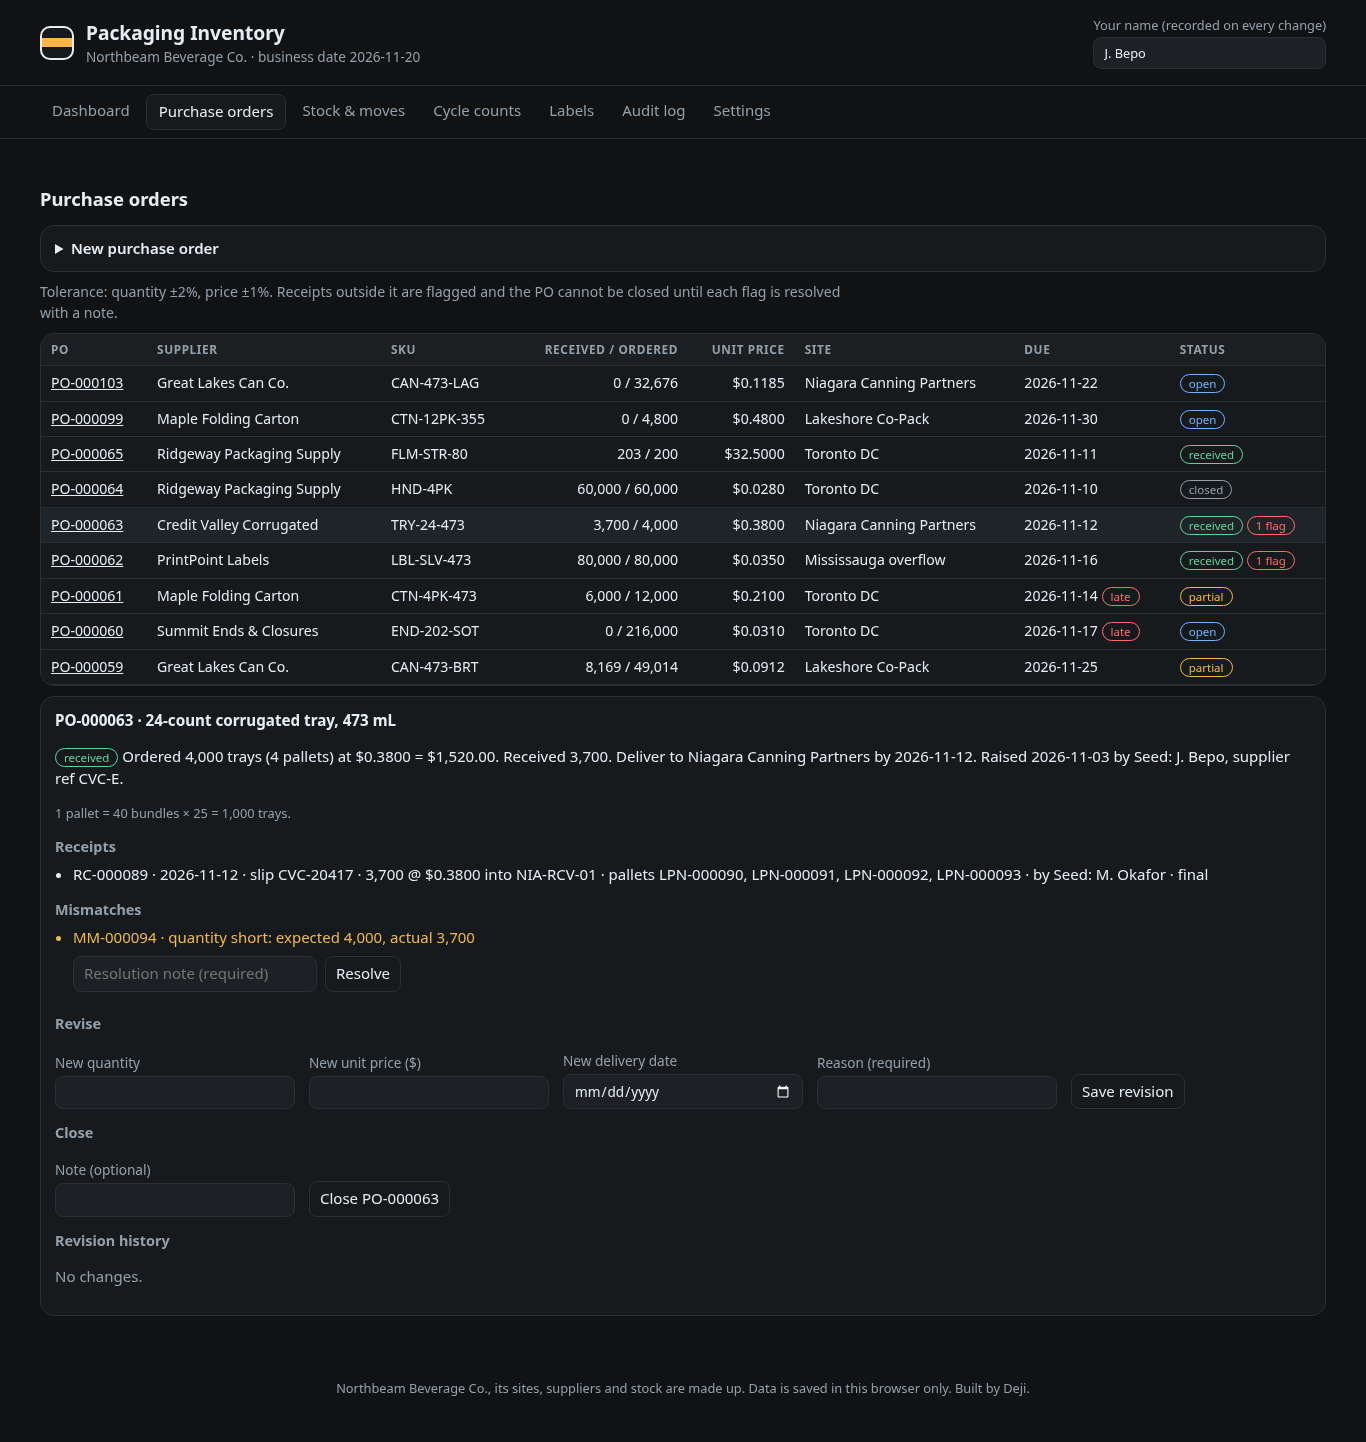 Packaging Inventory
Northbeam Beverage Co. · business date 2026-11-20
Your name (recorded on every change)
J. Bepo
Dashboard Purchase orders Stock & moves Cycle counts Labels Audit log Settings
Purchase orders
▶ New purchase order
Tolerance: quantity ±2%, price ±1%. Receipts outside it are flagged and the PO cannot be closed until each flag is resolved
with a note.
PO SUPPLIER SKU RECEIVED / ORDERED UNIT PRICE SITE DUE STATUS
PO-000103 Great Lakes Can Co. CAN-473-LAG 0 / 32,676 $0.1185 Niagara Canning Partners 2026-11-22 open
PO-000099 Maple Folding Carton CTN-12PK-355 0 / 4,800 $0.4800 Lakeshore Co-Pack 2026-11-30 open
PO-000065 Ridgeway Packaging Supply FLM-STR-80 203 / 200 $32.5000 Toronto DC 2026-11-11 received
PO-000064 Ridgeway Packaging Supply HND-4PK 60,000 / 60,000 $0.0280 Toronto DC 2026-11-10 closed
PO-000063 Credit Valley Corrugated TRY-24-473 3,700 / 4,000 $0.3800 Niagara Canning Partners 2026-11-12 received 1 flag
PO-000062 PrintPoint Labels LBL-SLV-473 80,000 / 80,000 $0.0350 Mississauga overflow 2026-11-16 received 1 flag
PO-000061 Maple Folding Carton CTN-4PK-473 6,000 / 12,000 $0.2100 Toronto DC 2026-11-14 late partial
PO-000060 Summit Ends & Closures END-202-SOT 0 / 216,000 $0.0310 Toronto DC 2026-11-17 late open
PO-000059 Great Lakes Can Co. CAN-473-BRT 8,169 / 49,014 $0.0912 Lakeshore Co-Pack 2026-11-25 partial
PO-000063 · 24-count corrugated tray, 473 mL
received Ordered 4,000 trays (4 pallets) at $0.3800 = $1,520.00. Received 3,700. Deliver to Niagara Canning Partners by 2026-11-12. Raised 2026-11-03 by Seed: J. Bepo, supplier
ref CVC-E.
1 pallet = 40 bundles × 25 = 1,000 trays.
Receipts
• RC-000089 · 2026-11-12 · slip CVC-20417 · 3,700 @ $0.3800 into NIA-RCV-01 · pallets LPN-000090, LPN-000091, LPN-000092, LPN-000093 · by Seed: M. Okafor · final
Mismatches
• MM-000094 · quantity short: expected 4,000, actual 3,700
Resolution note (required) Resolve
Revise
New quantity New unit price ($) New delivery date Reason (required)
mm/dd/yyyy Save revision
Close
Note (optional)
Close PO-000063
Revision history
No changes.
Northbeam Beverage Co., its sites, suppliers and stock are made up. Data is saved in this browser only. Built by Deji.